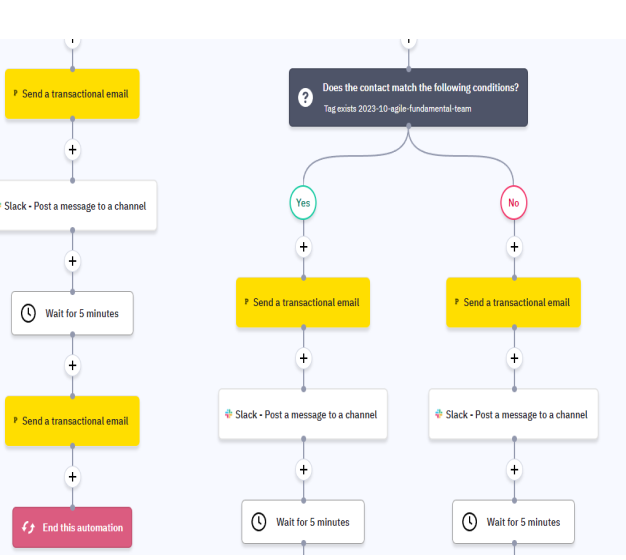 Send a transactional email
Slack - Post a message to a channel
Wait for 5 minutes
Send a transactional email
End this automation
Does the contact match the following conditions?
Tag exists 2023-10-agile-fundamental-team
Yes
No
Send a transactional email
Send a transactional email
Slack - Post a message to a channel
Slack - Post a message to a channel
Wait for 5 minutes
Wait for 5 minutes